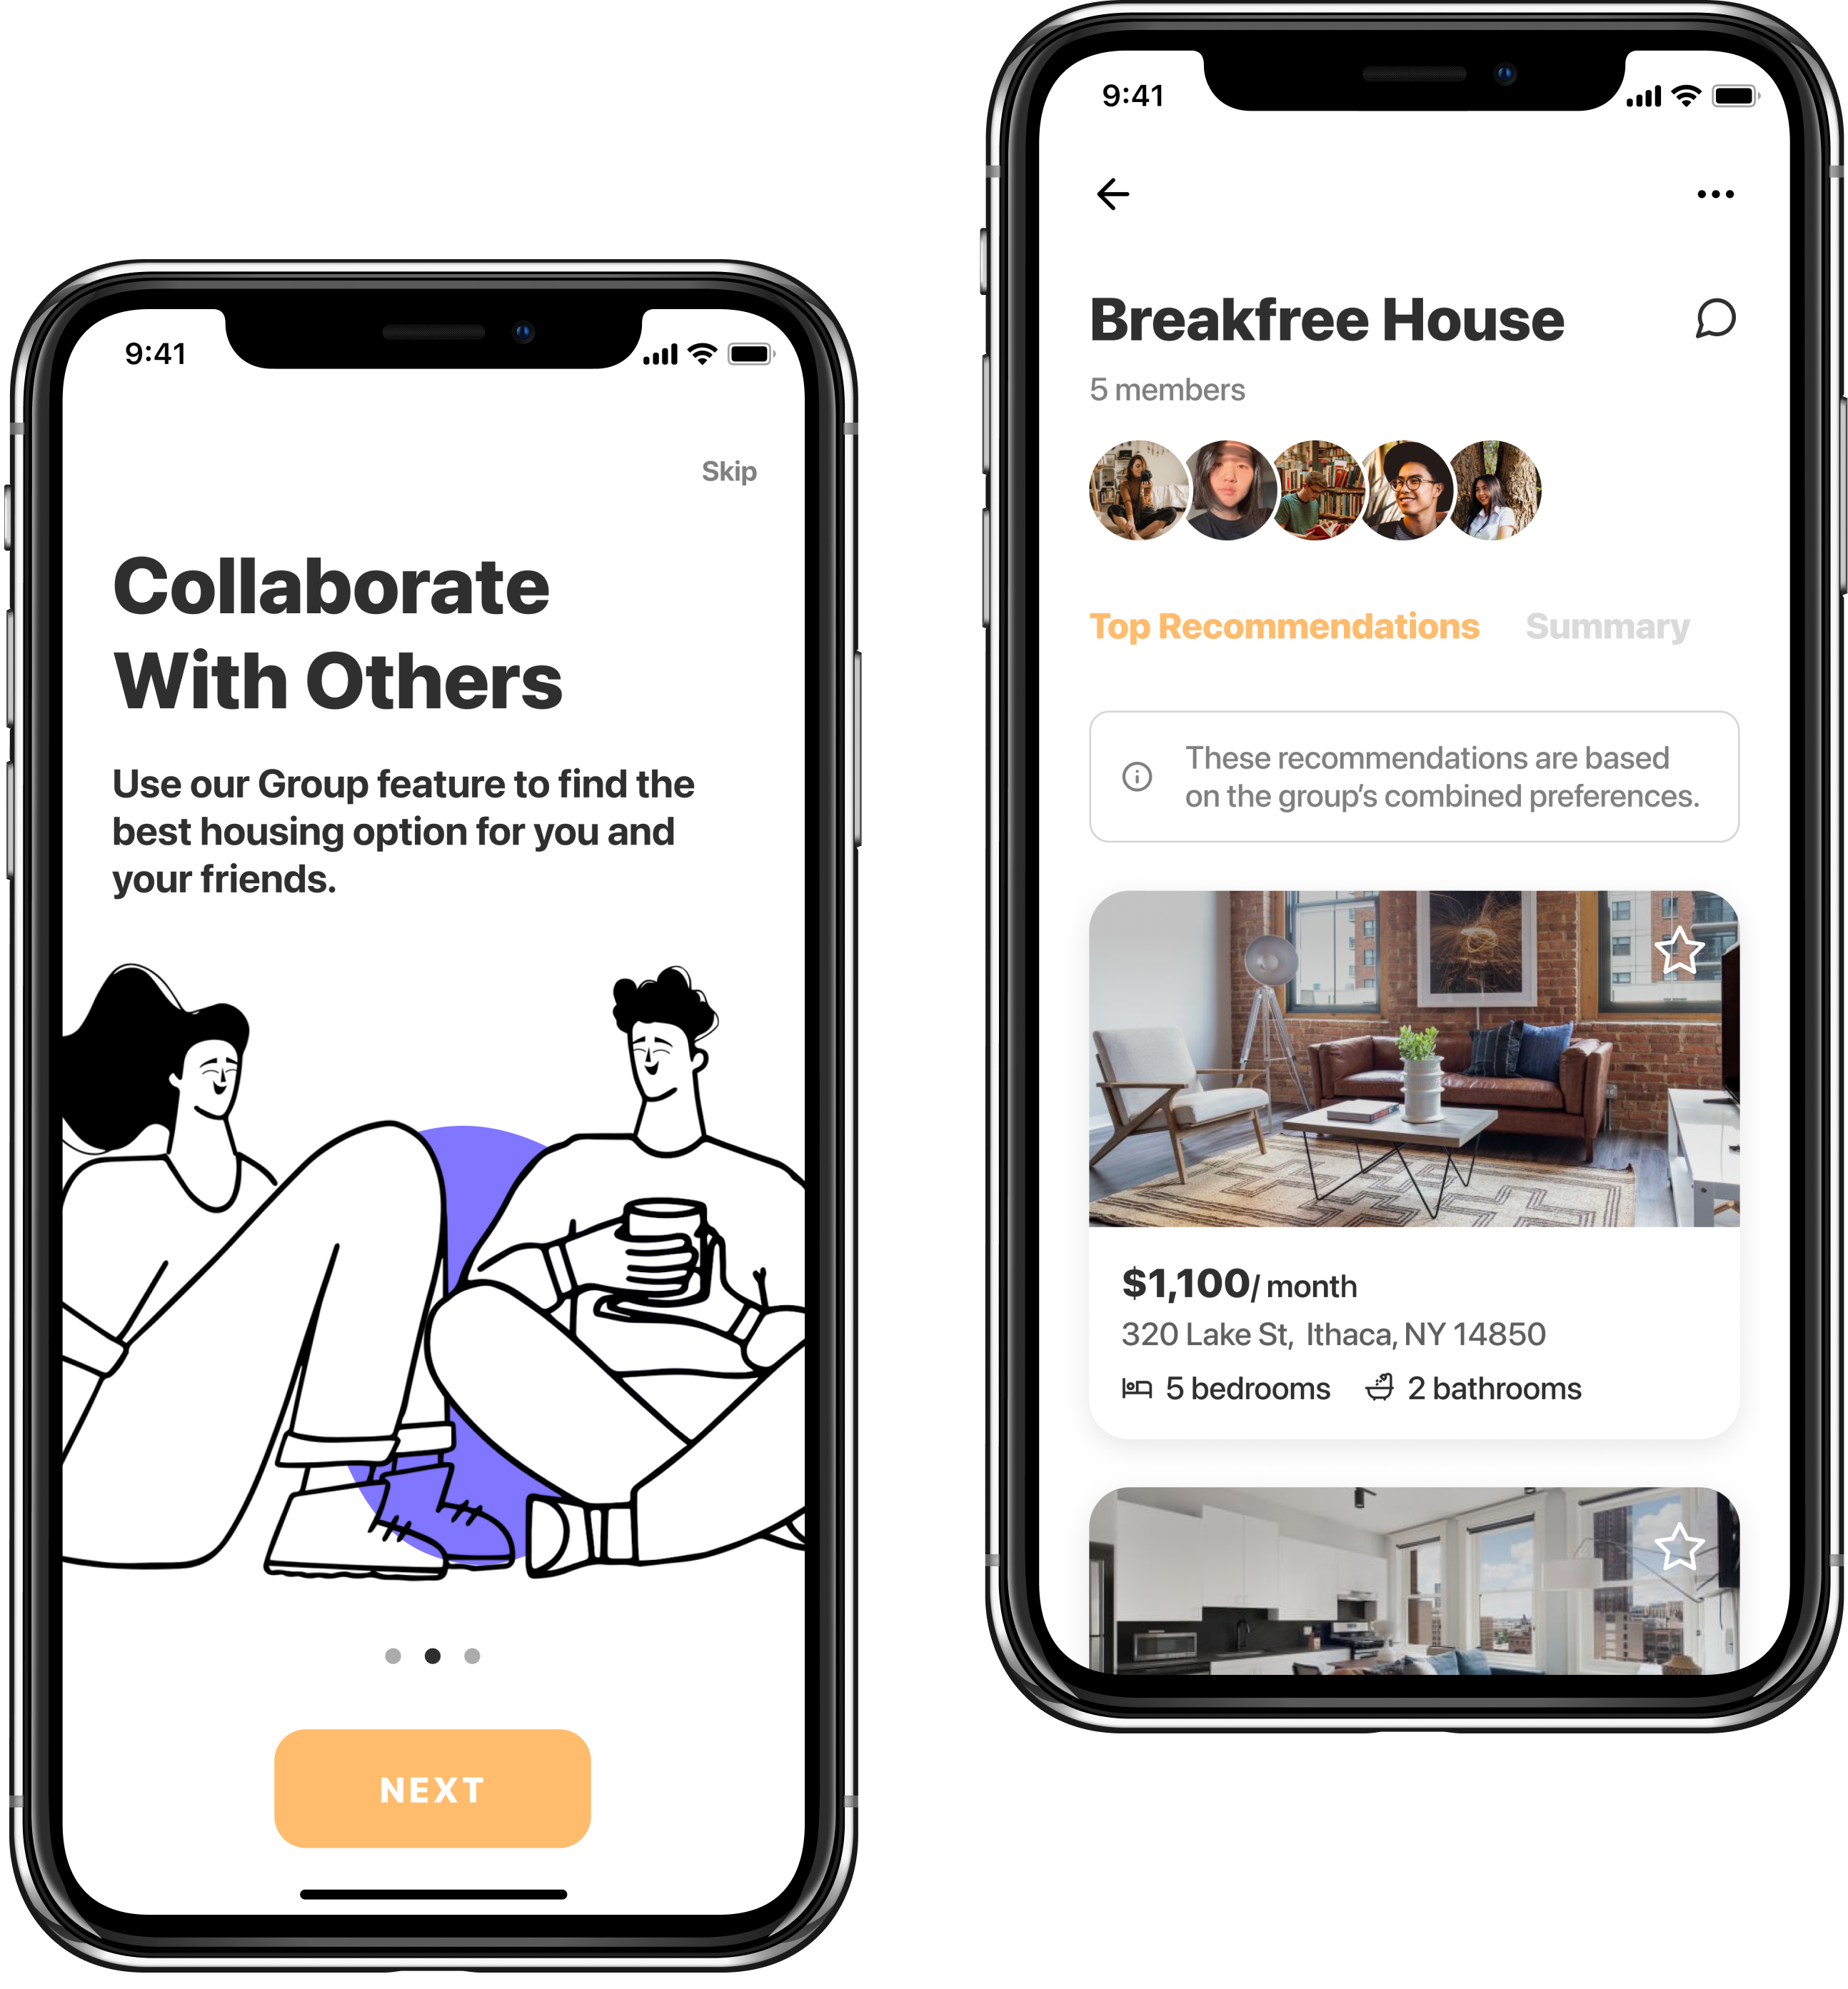 9:41
Skip
Collaborate
With Others
Use our Group feature to find the
best housing option for you and
your friends.
NEXT
9:41
Breakfree House
5 members
Top Recommendations Summary
These recommendations are based
on the group’s combined preferences.
$1,100/ month
320 Lake St, Ithaca, NY 14850
5 bedrooms 2 bathrooms